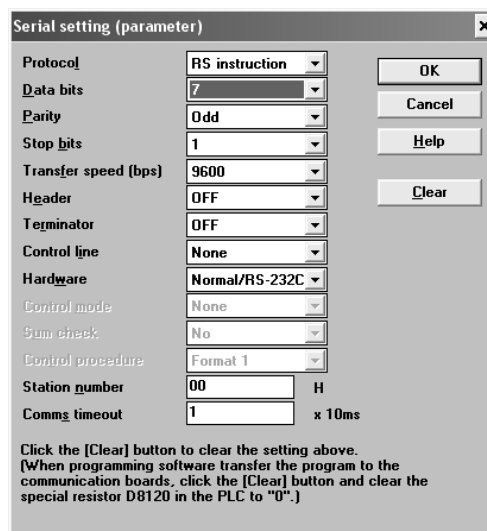 Serial setting (parameter)
Protocol RS instruction OK
Data bits 7
Parity Odd Cancel
Stop bits 1 Help
Transfer speed (bps) 9600
Header OFF Clear
Terminator OFF
Control line None
Hardware Normal/RS-232C
Control mode None
Sum check No
Control procedure Format 1
Station number 00 H
Comms timeout 1 x 10ms
Click the [Clear] button to clear the setting above.
(When programming software transfer the program to the
communication boards, click the [Clear] button and clear the
special resistor D8120 in the PLC to "0".)